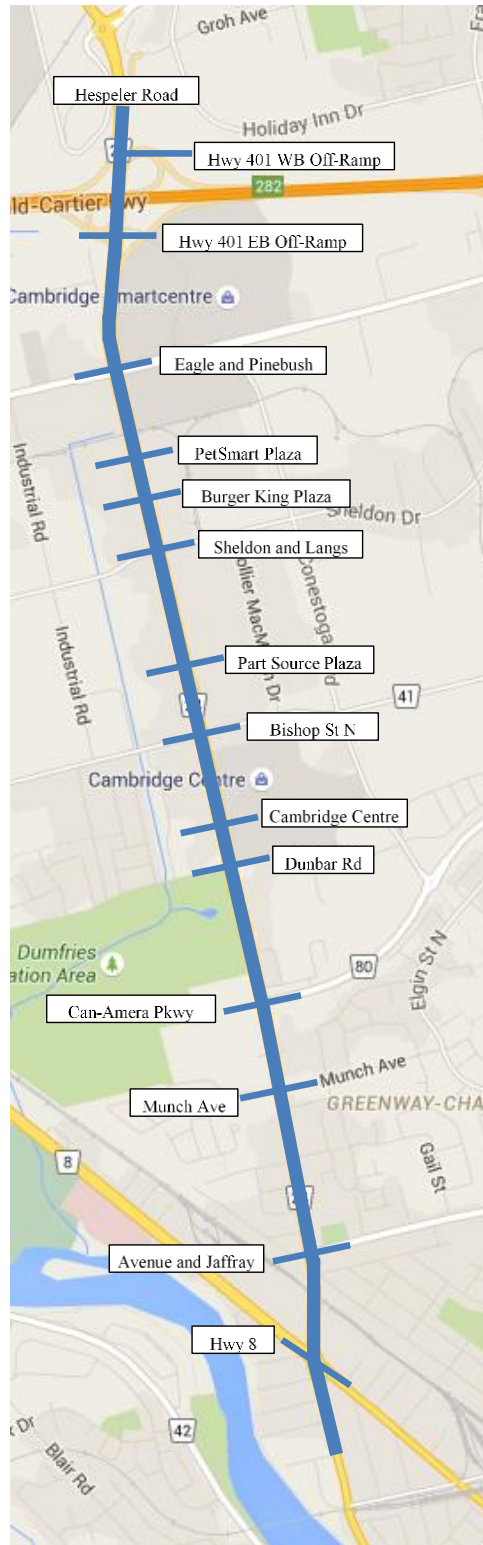 Groh Ave
Hespeler Road
Holiday Inn Dr
Hwy 401 WB Off-Ramp
282
Hwy 401 EB Off-Ramp
Cambridge Smartcentre
Eagle and Pinebush
Industrial Rd
PetSmart Plaza
Burger King Plaza
Sheldon Dr
Sheldon and Langs
Industrial Rd
Part Source Plaza
41
Bishop St N
Cambridge Centre
Cambridge Centre
Dunbar Rd
Dumfries
80
Elgin St N
Can-Amera Pkwy
Munch Ave
Munch Ave
GREENWAY-CHA
Gail St
8
Avenue and Jaffray
Hwy 8
Dr
42
Blair Rd